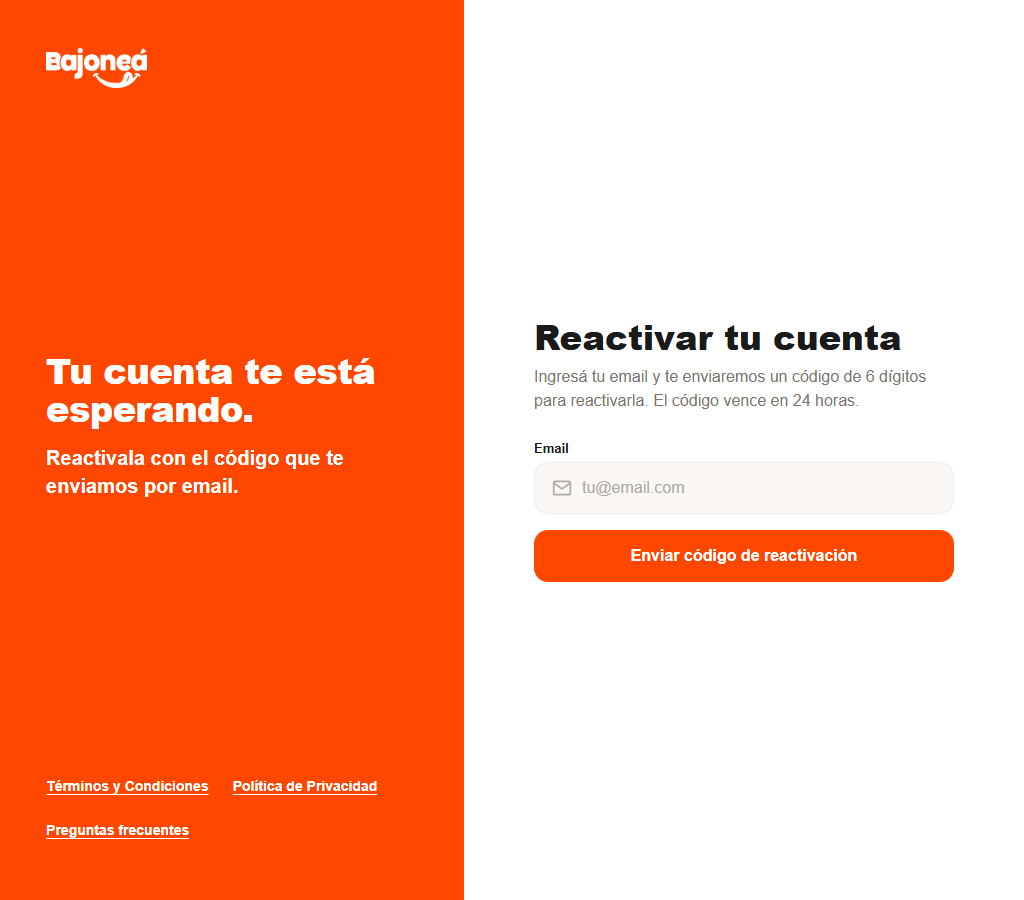 Bajoneá
Tu cuenta te está
esperando.
Reactivala con el código que te
enviamos por email.
Términos y Condiciones
Política de Privacidad
Preguntas frecuentes
Reactivar tu cuenta
Ingresá tu email y te enviaremos un código de 6 dígitos
para reactivarla. El código vence en 24 horas.
Email
tu@email.com
Enviar código de reactivación